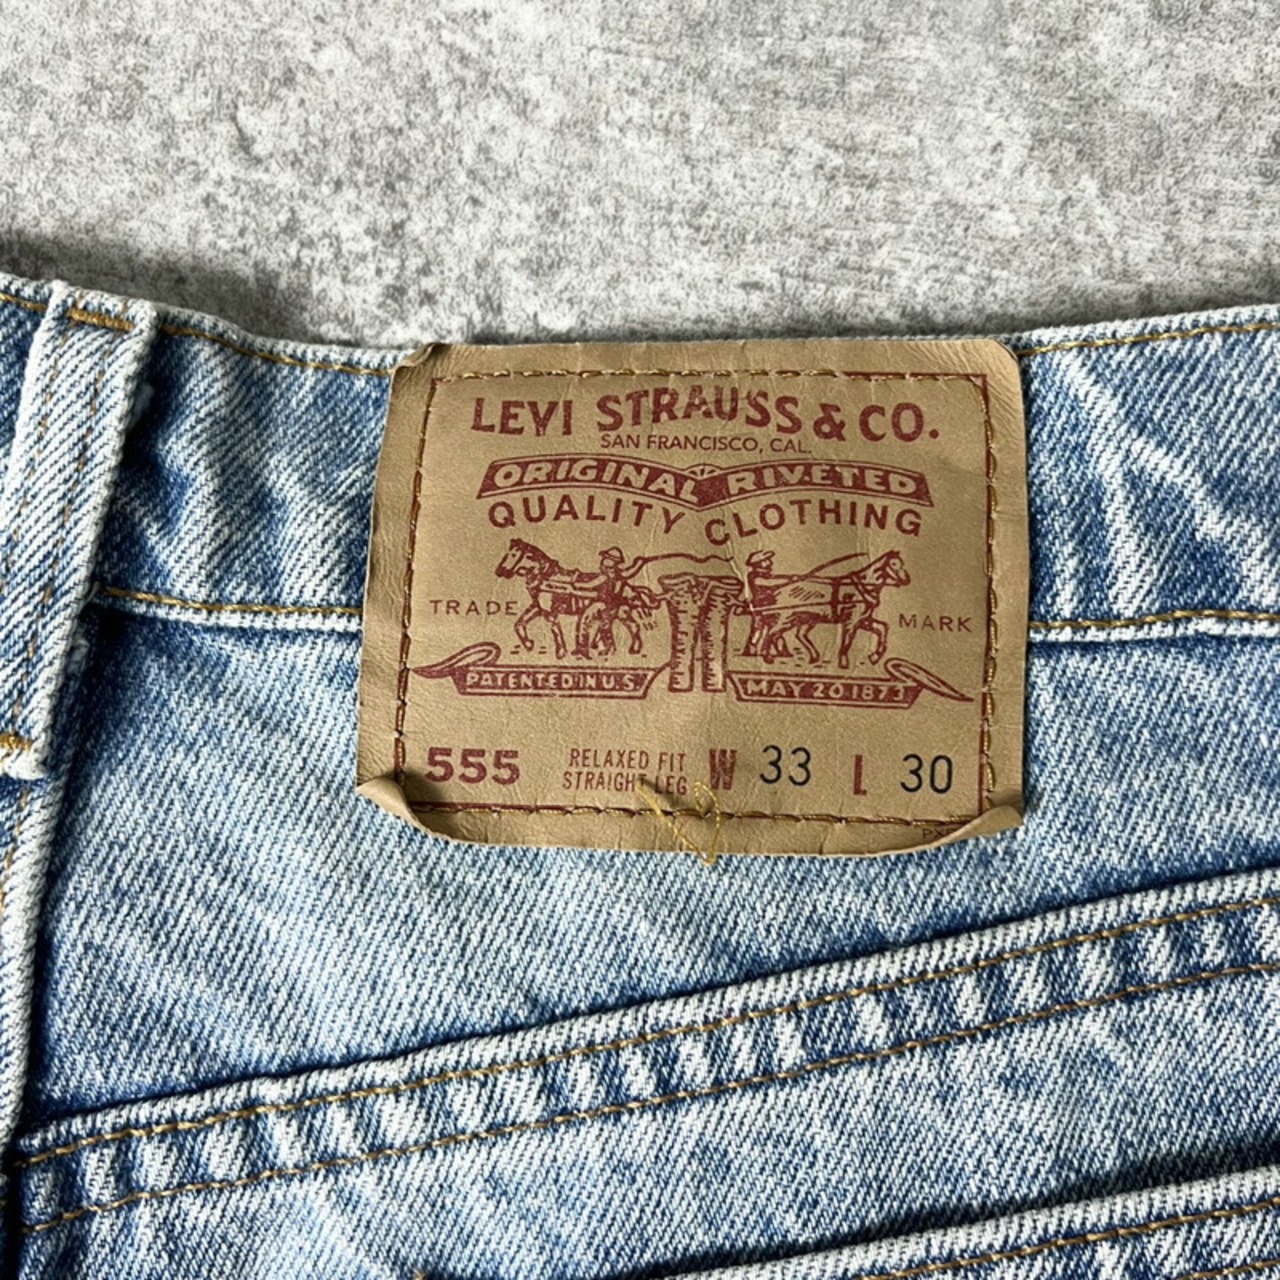 LEVI STRAUSS & CO.
SAN FRANCISCO, CAL.
ORIGINAL RIVETED
QUALITY CLOTHING
TRADE MARK
PATENTED IN U.S.
MAY 20 1873
555 RELAXED FIT STRAIGHT LEG W 33 L 30